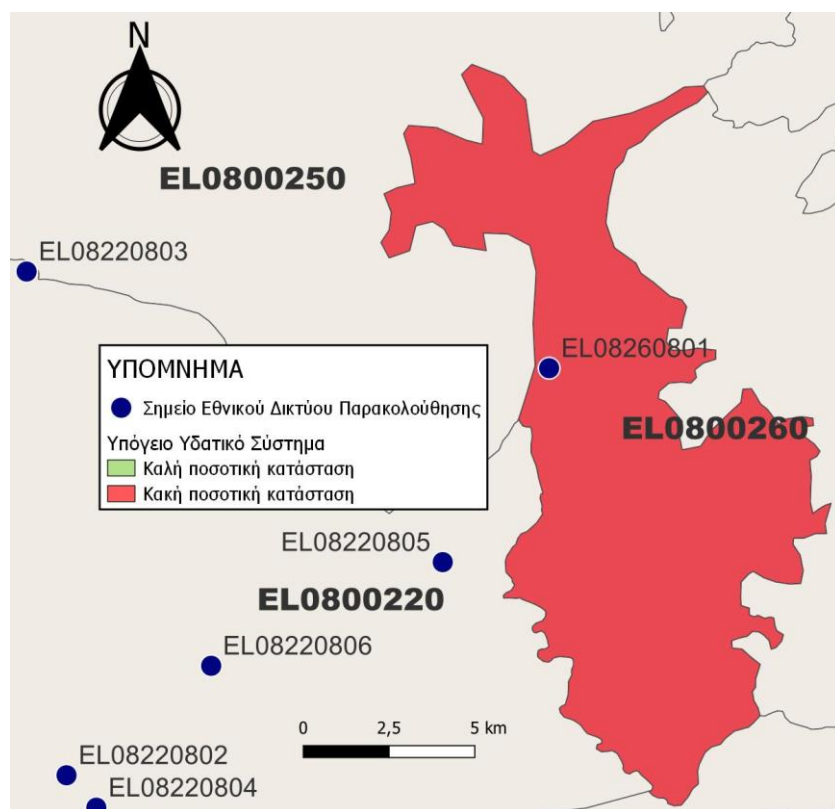 N
EL0800250
EL08220803
EL08260801
ΥΠΟΜΝΗΜΑ
Σημείο Εθνικού Δικτύου Παρακολούθησης
Υπόγειο Υδατικό Σύστημα
Καλή ποσοτική κατάσταση
Κακή ποσοτική κατάσταση
EL0800260
EL08220805
EL0800220
EL08220806
0 2,5 5 km
EL08220802
EL08220804